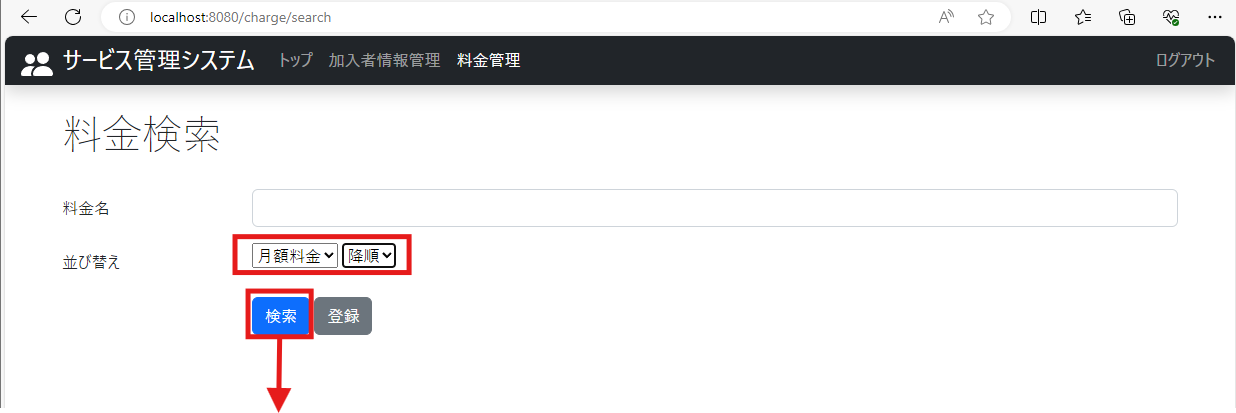 localhost:8080/charge/search
サービス管理システム トップ 加入者情報管理 料金管理 ログアウト
料金検索
料金名
並び替え 月額料金 降順
検索 登録